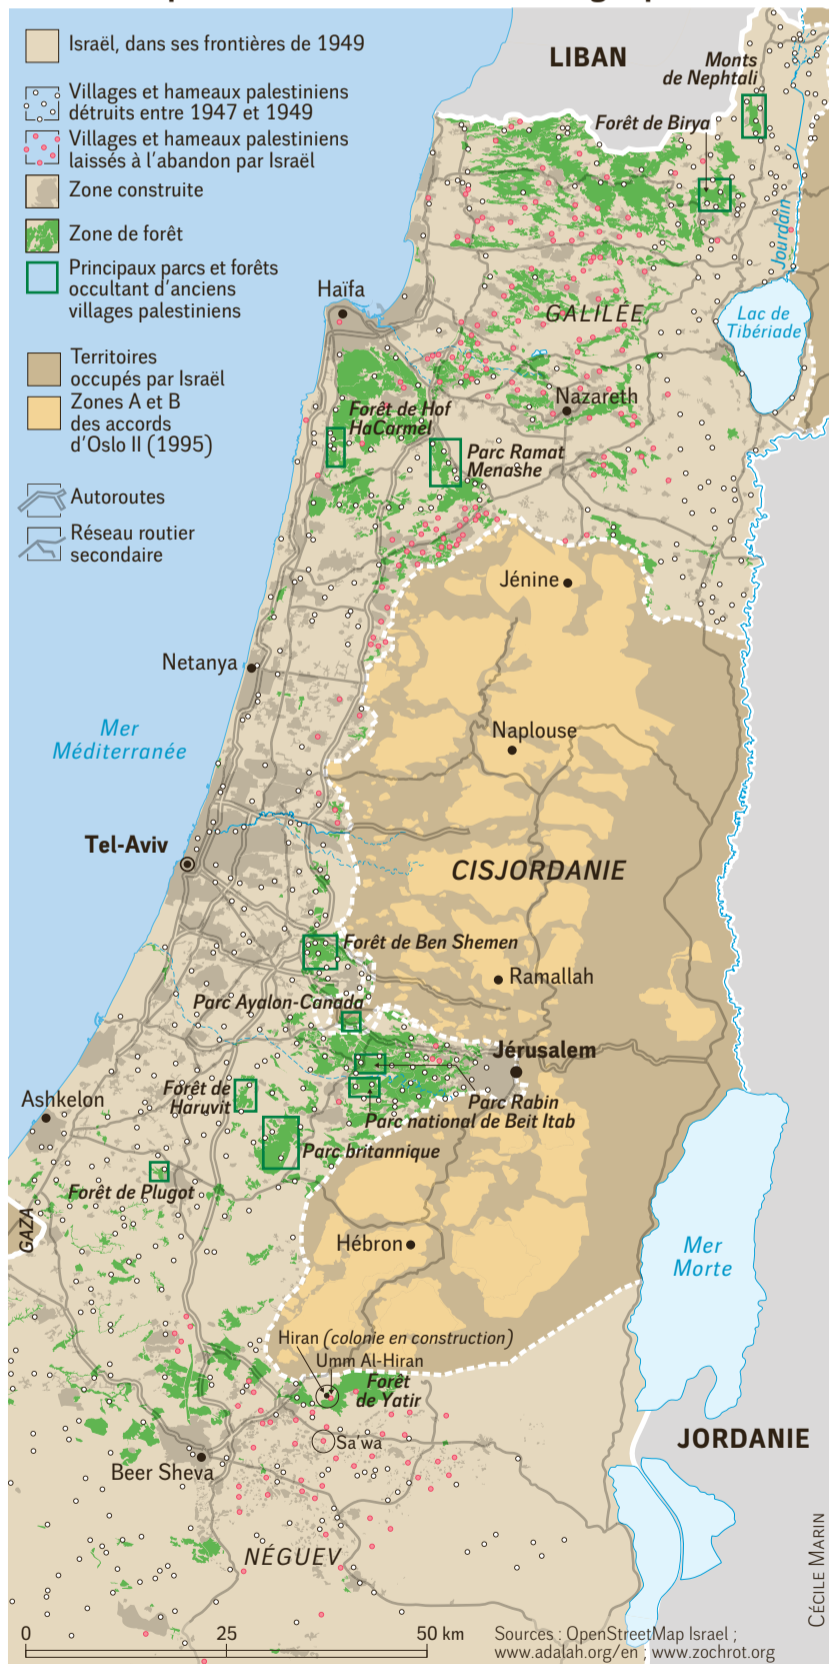 Israël, dans ses frontières de 1949
Villages et hameaux palestiniens
détruits entre 1947 et 1949
Villages et hameaux palestiniens
laissés à l'abandon par Israël
Zone construite
Zone de forêt
Principaux parcs et forêts
occultant d'anciens
villages palestiniens
Territoires
occupés par Israël
Zones A et B
des accords
d'Oslo II (1995)
Autoroutes
Réseau routier
secondaire
LIBAN
Monts
de Nephtali
Forêt de Birya
Jourdain
Haïfa
GALILÉE
Lac de
Tibériade
Nazareth
Forêt de Hof
HaCarmel
Parc Ramat
Menashe
Jénine
Netanya
Mer
Méditerranée
Naplouse
Tel-Aviv
CISJORDANIE
Forêt de Ben Shemen
Ramallah
Parc Ayalon-Canada
Jérusalem
Ashkelon
Forêt de
Haruvit
Parc Rabin
Parc national de Beit Itab
Parc britannique
Forêt de Plugot
GAZA
Hébron
Mer
Morte
Hiran (colonie en construction)
Umm Al-Hiran
Forêt
de Yatir
Sa'wa
JORDANIE
Beer Sheva
NÉGUEV
CÉCILE MARIN
0 25 50 km
Sources : OpenStreetMap Israel ;
www.adalah.org/en ; www.zochrot.org